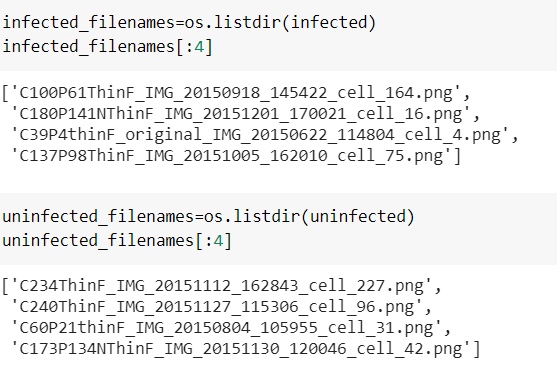 infected_filenames=os.listdir(infected)
infected_filenames[:4]
['C100P61ThinF_IMG_20150918_145422_cell_164.png',
'C180P141NThinF_IMG_20151201_170021_cell_16.png',
'C39P4thinF_original_IMG_20150622_114804_cell_4.png',
'C137P98ThinF_IMG_20151005_162010_cell_75.png']
uninfected_filenames=os.listdir(uninfected)
uninfected_filenames[:4]
['C234ThinF_IMG_20151112_162843_cell_227.png',
'C240ThinF_IMG_20151127_115306_cell_96.png',
'C60P21thinF_IMG_20150804_105955_cell_31.png',
'C173P134NThinF_IMG_20151130_120046_cell_42.png']